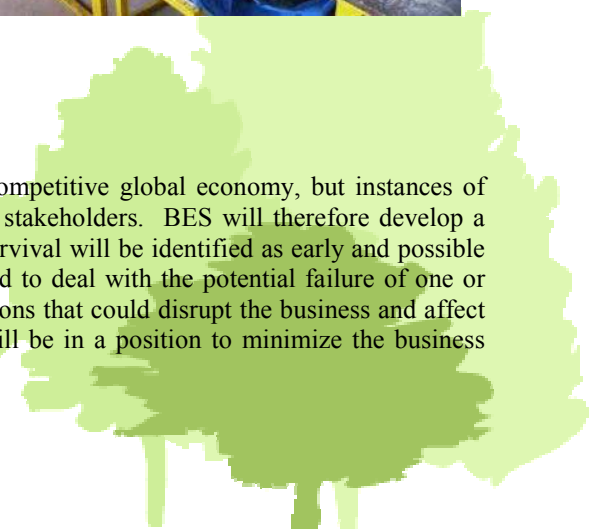 ompetitive global economy, but instances of
stakeholders. BES will therefore develop a
rvival will be identified as early and possible
d to deal with the potential failure of one or
ons that could disrupt the business and affect
ill be in a position to minimize the business